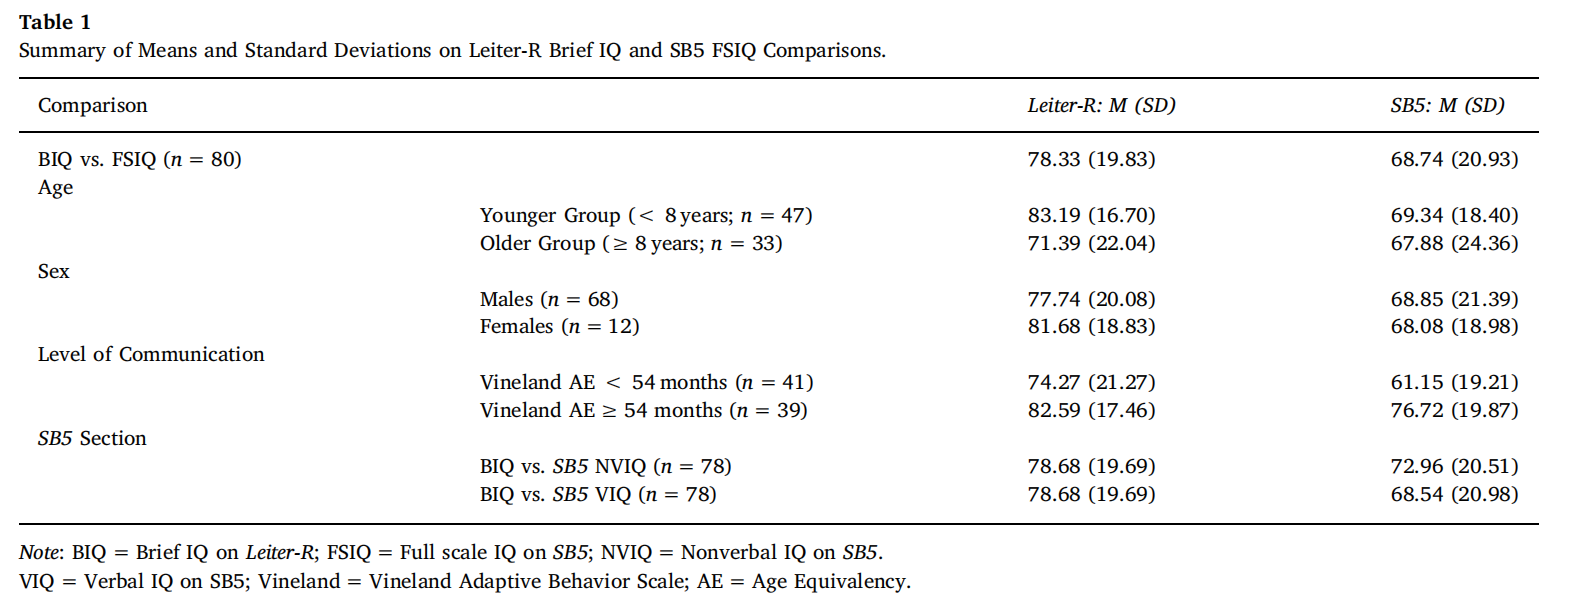 Table 1
Summary of Means and Standard Deviations on Leiter-R Brief IQ and SB5 FSIQ Comparisons.
Comparison Leiter-R: M (SD) SB5: M (SD)
BIQ vs. FSIQ (n = 80) 78.33 (19.83) 68.74 (20.93)
Age
Younger Group (< 8 years; n = 47) 83.19 (16.70) 69.34 (18.40)
Older Group (≥ 8 years; n = 33) 71.39 (22.04) 67.88 (24.36)
Sex
Males (n = 68) 77.74 (20.08) 68.85 (21.39)
Females (n = 12) 81.68 (18.83) 68.08 (18.98)
Level of Communication
Vineland AE < 54 months (n = 41) 74.27 (21.27) 61.15 (19.21)
Vineland AE ≥ 54 months (n = 39) 82.59 (17.46) 76.72 (19.87)
SB5 Section
BIQ vs. SB5 NVIQ (n = 78) 78.68 (19.69) 72.96 (20.51)
BIQ vs. SB5 VIQ (n = 78) 78.68 (19.69) 68.54 (20.98)
Note: BIQ = Brief IQ on Leiter-R; FSIQ = Full scale IQ on SB5; NVIQ = Nonverbal IQ on SB5.
VIQ = Verbal IQ on SB5; Vineland = Vineland Adaptive Behavior Scale; AE = Age Equivalency.